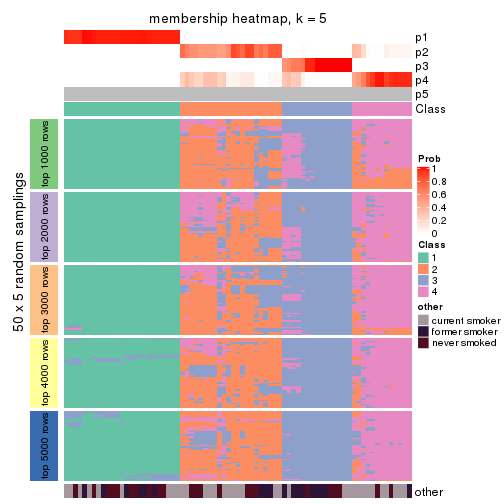 membership heatmap, k = 5
p1
p2
p3
p4
p5
Class
50 x 5 random samplings
top 1000 rows
top 2000 rows
top 3000 rows
top 4000 rows
top 5000 rows
other
Prob
1
0.8
0.6
0.4
0.2
0
Class
1
2
3
4
other
current smoker
former smoker
never smoked